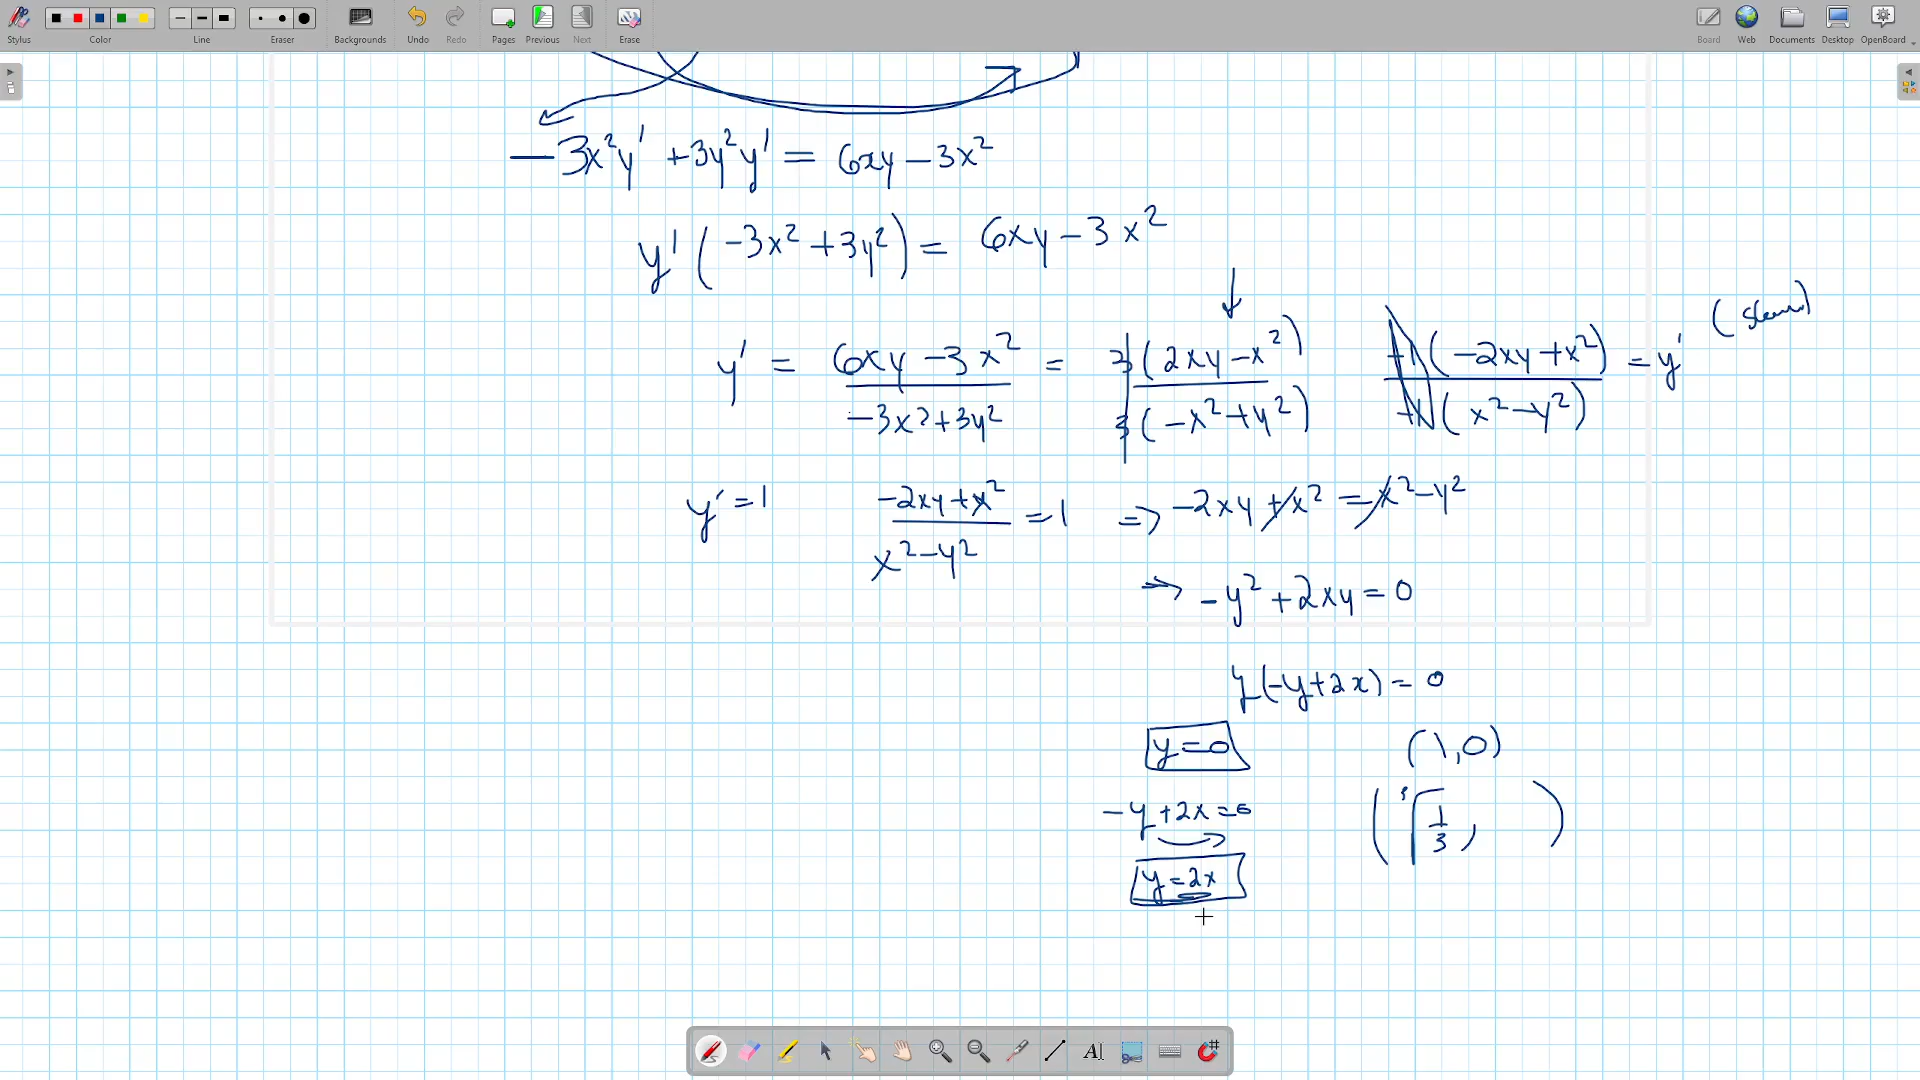 Stylus Color Line Eraser Backgrounds Undo Redo Pages Previous Next Erase Board Web Documents Desktop OpenBoard
-3x²y' +3y²y' = 6xy-3x²
y'(-3x²+3y²) = 6xy-3x²
y' = 6xy-3x² / -3x²+3y² = 3(2xy-x²) / 3(-x²+y²) -1(-2xy+x²) / -1(x²-y²) = y'
y'=1 -2xy+x² / x²-y² =1 => -2xy+x² = x²-y²
=> -y²+2xy=0
y(-y+2x)=0
y=0 (1,0)
-y+2x=0 (³√1/3, )
y=2x